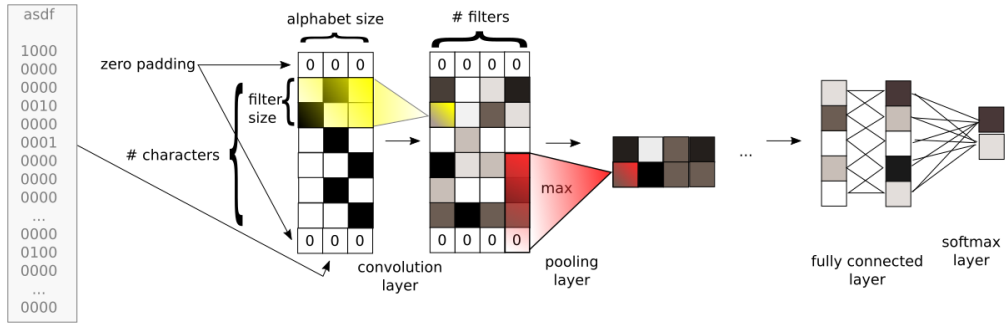 asdf
1000
0000
0000
0010
0000
0001
0000
0000
0000
...
0000
0100
0000
...
0000
zero padding
# characters
alphabet size
filter
size
0 0 0
0 0 0
# filters
0 0 0 0
0 0 0 0
convolution
layer
max
pooling
layer
...
fully connected
layer
softmax
layer